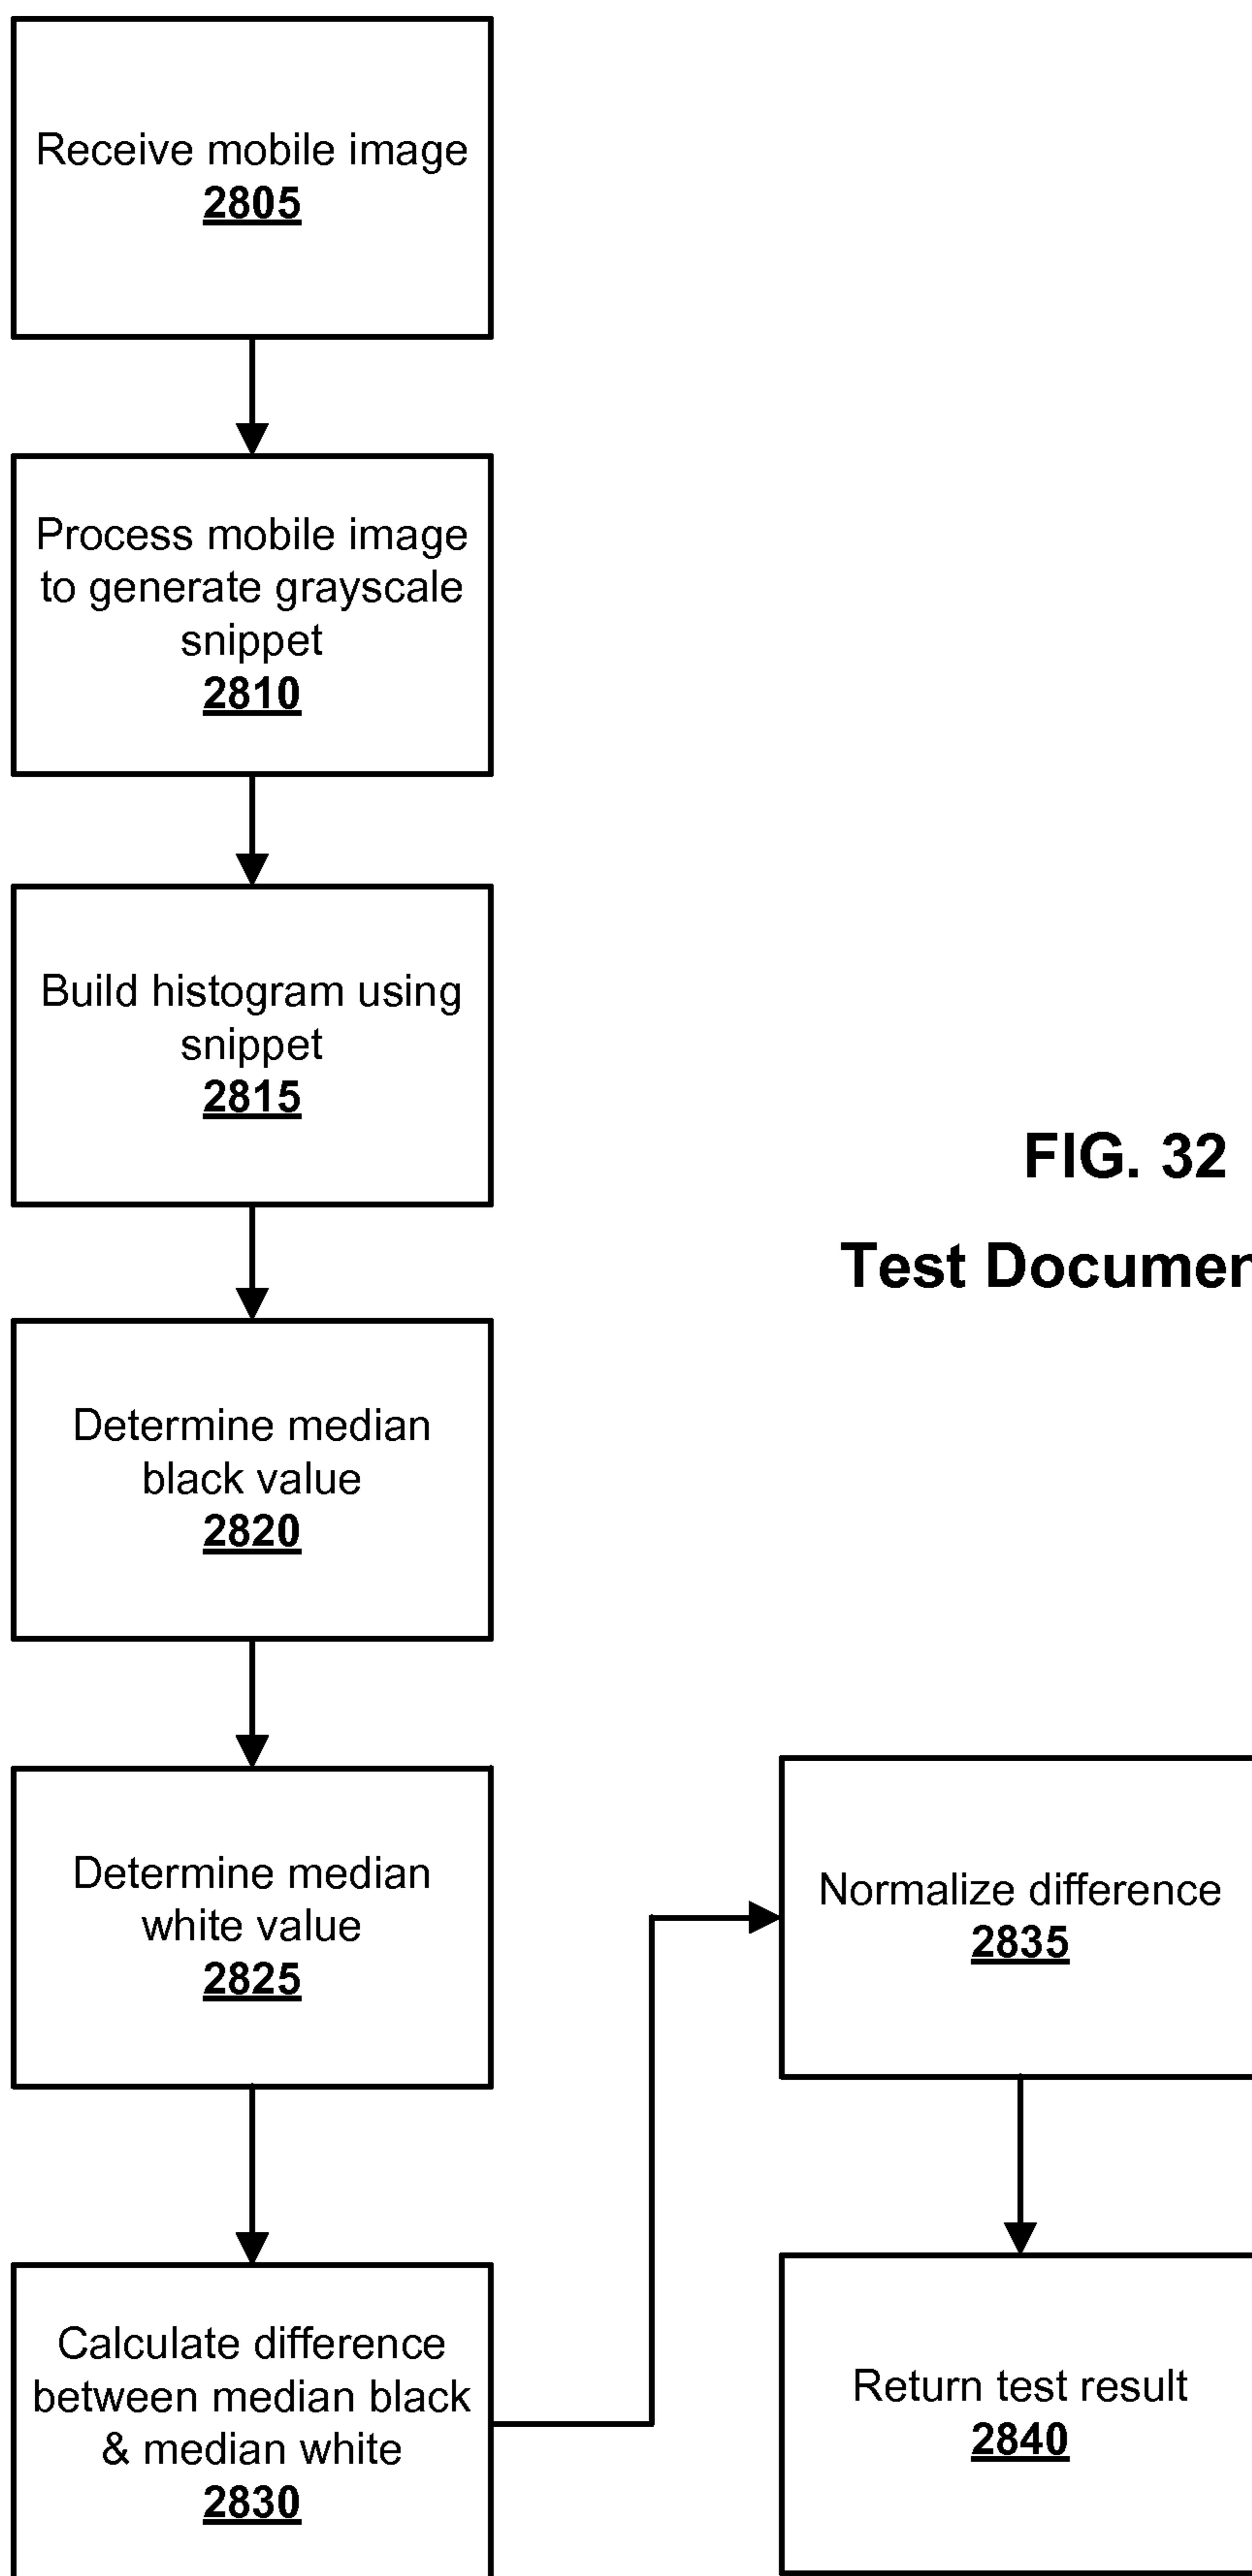 Receive mobile image
2805
Process mobile image
to generate grayscale
snippet
2810
Build histogram using
snippet
2815
Determine median
black value
2820
Determine median
white value
2825
Calculate difference
between median black
& median white
2830
Normalize difference
2835
Return test result
2840
FIG. 32
Test